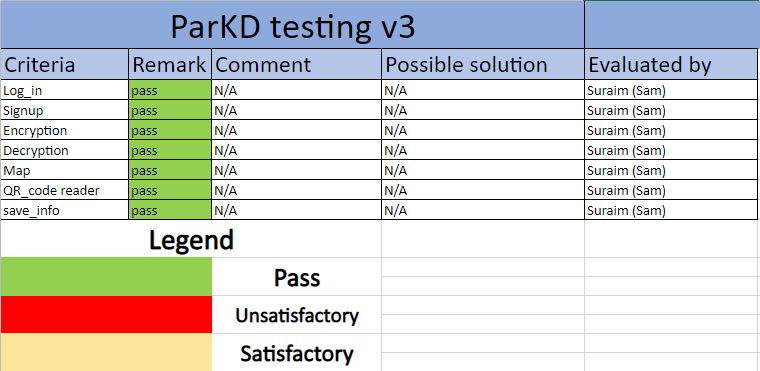 ParKD testing v3
Criteria Remark Comment Possible solution Evaluated by
Log_in pass N/A N/A Suraim (Sam)
Signup pass N/A N/A Suraim (Sam)
Encryption pass N/A N/A Suraim (Sam)
Decryption pass N/A N/A Suraim (Sam)
Map pass N/A N/A Suraim (Sam)
QR_code reader pass N/A N/A Suraim (Sam)
save_info pass N/A N/A Suraim (Sam)
Legend
Pass
Unsatisfactory
Satisfactory